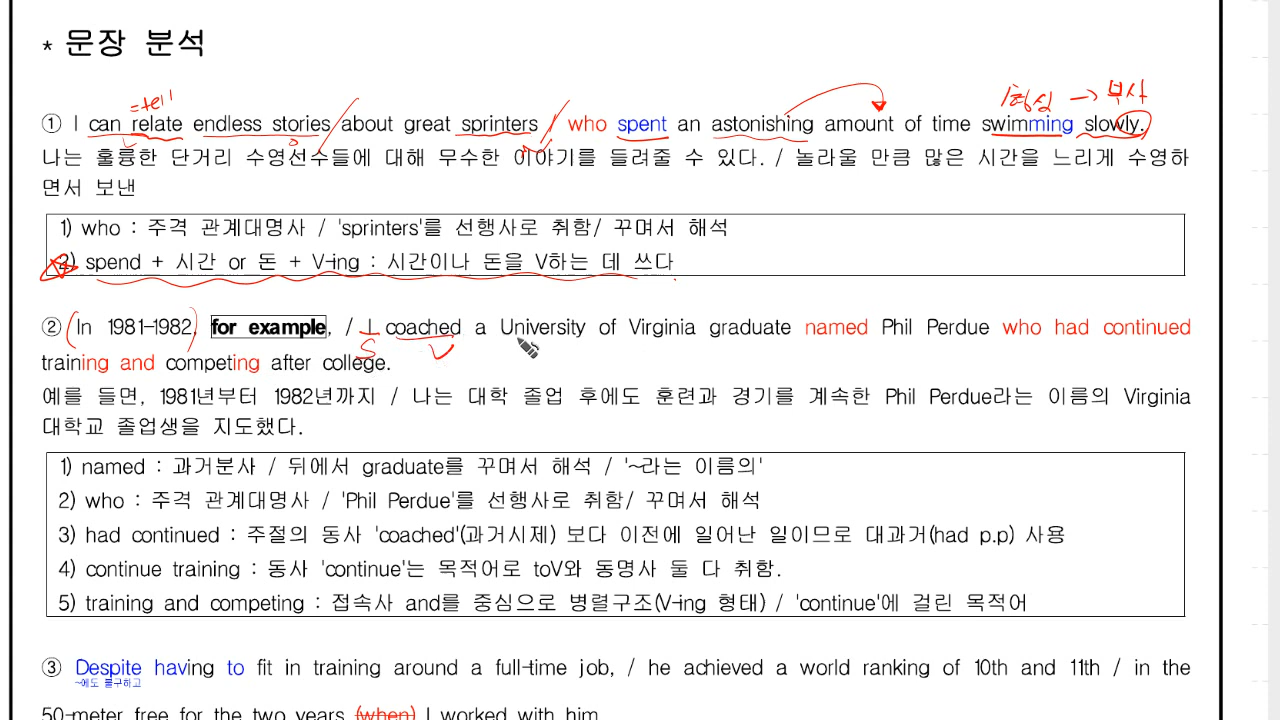 * 문장 분석
=tell
형식 → 부사
① I can relate endless stories about great sprinters who spent an astonishing amount of time swimming slowly.
나는 훌륭한 단거리 수영선수들에 대해 무수한 이야기를 들려줄 수 있다. / 놀라울 만큼 많은 시간을 느리게 수영하
면서 보낸
1) who : 주격 관계대명사 / 'sprinters'를 선행사로 취함/ 꾸며서 해석
2) spend + 시간 or 돈 + V-ing : 시간이나 돈을 V하는 데 쓰다
② In 1981-1982, for example, / I coached a University of Virginia graduate named Phil Perdue who had continued
S V
training and competing after college.
예를 들면, 1981년부터 1982년까지 / 나는 대학 졸업 후에도 훈련과 경기를 계속한 Phil Perdue라는 이름의 Virginia
대학교 졸업생을 지도했다.
1) named : 과거분사 / 뒤에서 graduate를 꾸며서 해석 / '~라는 이름의'
2) who : 주격 관계대명사 / 'Phil Perdue'를 선행사로 취함/ 꾸며서 해석
3) had continued : 주절의 동사 'coached'(과거시제) 보다 이전에 일어난 일이므로 대과거(had p.p) 사용
4) continue training : 동사 'continue'는 목적어로 toV와 동명사 둘 다 취함.
5) training and competing : 접속사 and를 중심으로 병렬구조(V-ing 형태) / 'continue'에 걸린 목적어
③ Despite having to fit in training around a full-time job, / he achieved a world ranking of 10th and 11th / in the
~에도 불구하고
50-meter free for the two years (when) I worked with him